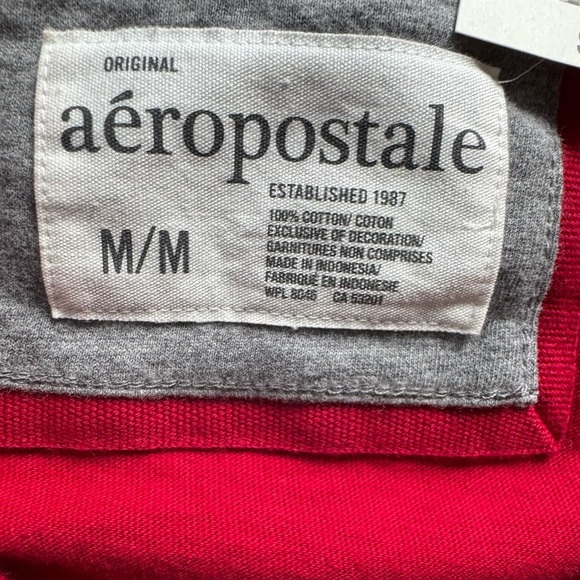 ORIGINAL
aéropostale
ESTABLISHED 1987
M/M
100% COTTON/ COTON
EXCLUSIVE OF DECORATION/
GARNITURES NON COMPRISES
MADE IN INDONESIA/
FABRIQUÉ EN INDONESIE
WPL 8046 CA 53201